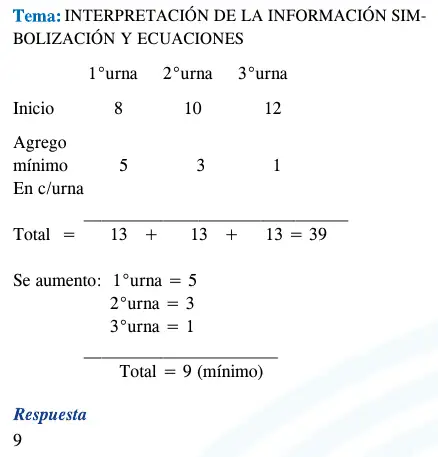 Tema: INTERPRETACIÓN DE LA INFORMACIÓN SIM-
BOLIZACIÓN Y ECUACIONES
1°urna 2°urna 3°urna
Inicio 8 10 12
Agrego
mínimo 5 3 1
En c/urna
Total = 13 + 13 + 13 = 39
Se aumento: 1°urna = 5
2°urna = 3
3°urna = 1
Total = 9 (mínimo)
Respuesta
9